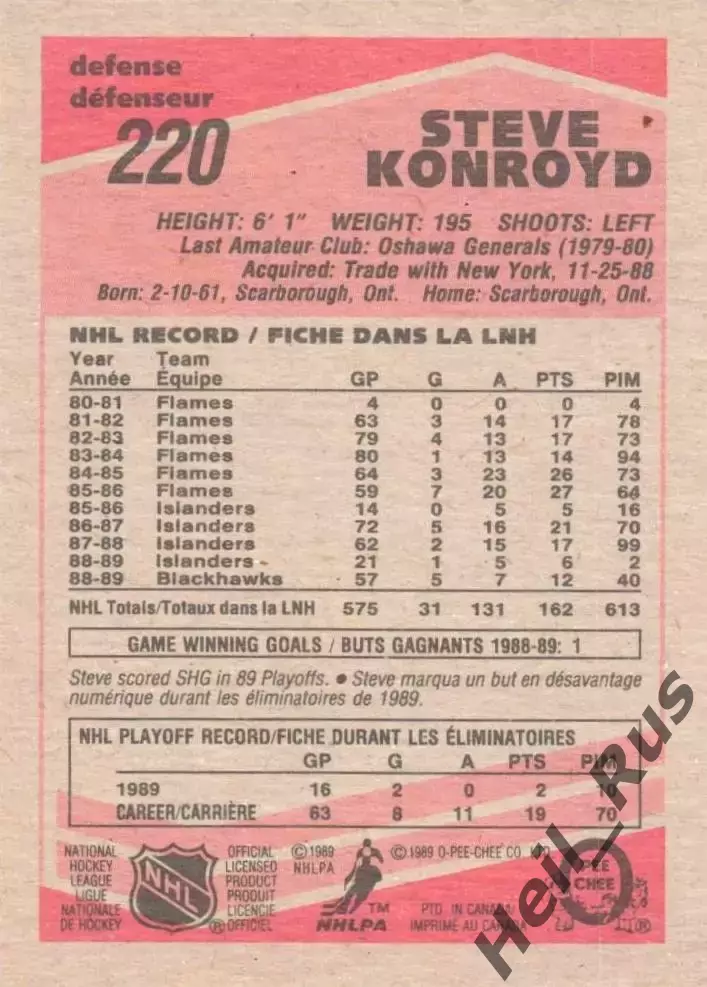 defense
défenseur
220
STEVE
KONROYD
HEIGHT: 6' 1" WEIGHT: 195 SHOOTS: LEFT
Last Amateur Club: Oshawa Generals (1979-80)
Acquired: Trade with New York, 11-25-88
Born: 2-10-61, Scarborough, Ont. Home: Scarborough, Ont.
NHL RECORD / FICHE DANS LA LNH
Year Team
Année Équipe GP G A PTS PIM
80-81 Flames 4 0 0 0 4
81-82 Flames 63 3 14 17 78
82-83 Flames 79 4 13 17 73
83-84 Flames 80 1 13 14 94
84-85 Flames 64 3 23 26 73
85-86 Flames 59 7 20 27 64
85-86 Islanders 14 0 5 5 16
86-87 Islanders 72 5 16 21 70
87-88 Islanders 62 2 15 17 99
88-89 Islanders 21 1 5 6 2
88-89 Blackhawks 57 5 7 12 40
NHL Totals/Totaux dans la LNH 575 31 131 162 613
GAME WINNING GOALS / BUTS GAGNANTS 1988-89: 1
Steve scored SHG in 89 Playoffs. ● Steve marqua un but en désavantage
numérique durant les éliminatoires de 1989.
NHL PLAYOFF RECORD/FICHE DURANT LES ÉLIMINATOIRES
GP G A PTS PIM
1989 16 2 0 2 10
CAREER/CARRIÈRE 63 8 11 19 70
NATIONAL
HOCKEY
LEAGUE
LIGUE
NATIONALE
DE HOCKEY
NHL
®
OFFICIAL
LICENSED
PRODUCT
PRODUIT
LICENCIE
OFFICIEL
© 1989
NHLPA
TM
NHLPA
© 1989 O-PEE-CHEE CO. LTD.
PTD. IN CANADA
IMPRIMÉ AU CANADA
O
PEE
CHEE
®
Heil_Rus